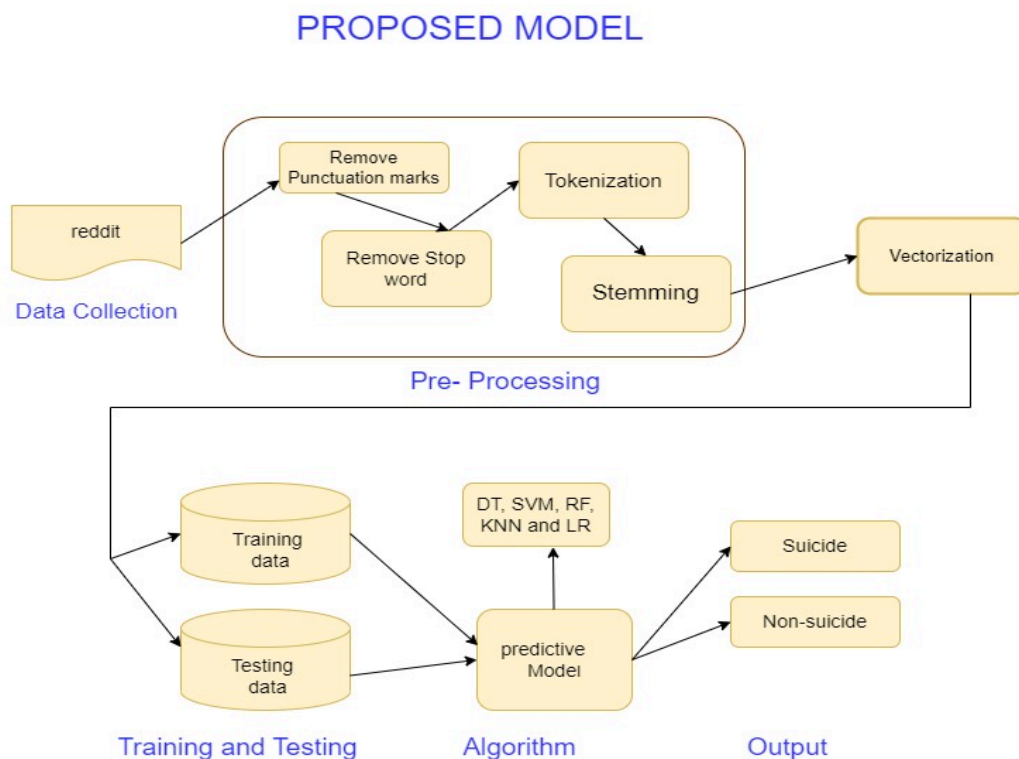 PROPOSED MODEL
reddit
Data Collection
Remove
Punctuation marks
Remove Stop
word
Tokenization
Stemming
Pre- Processing
Vectorization
Training
data
Testing
data
Training and Testing
DT, SVM, RF,
KNN and LR
predictive
Model
Algorithm
Suicide
Non-suicide
Output